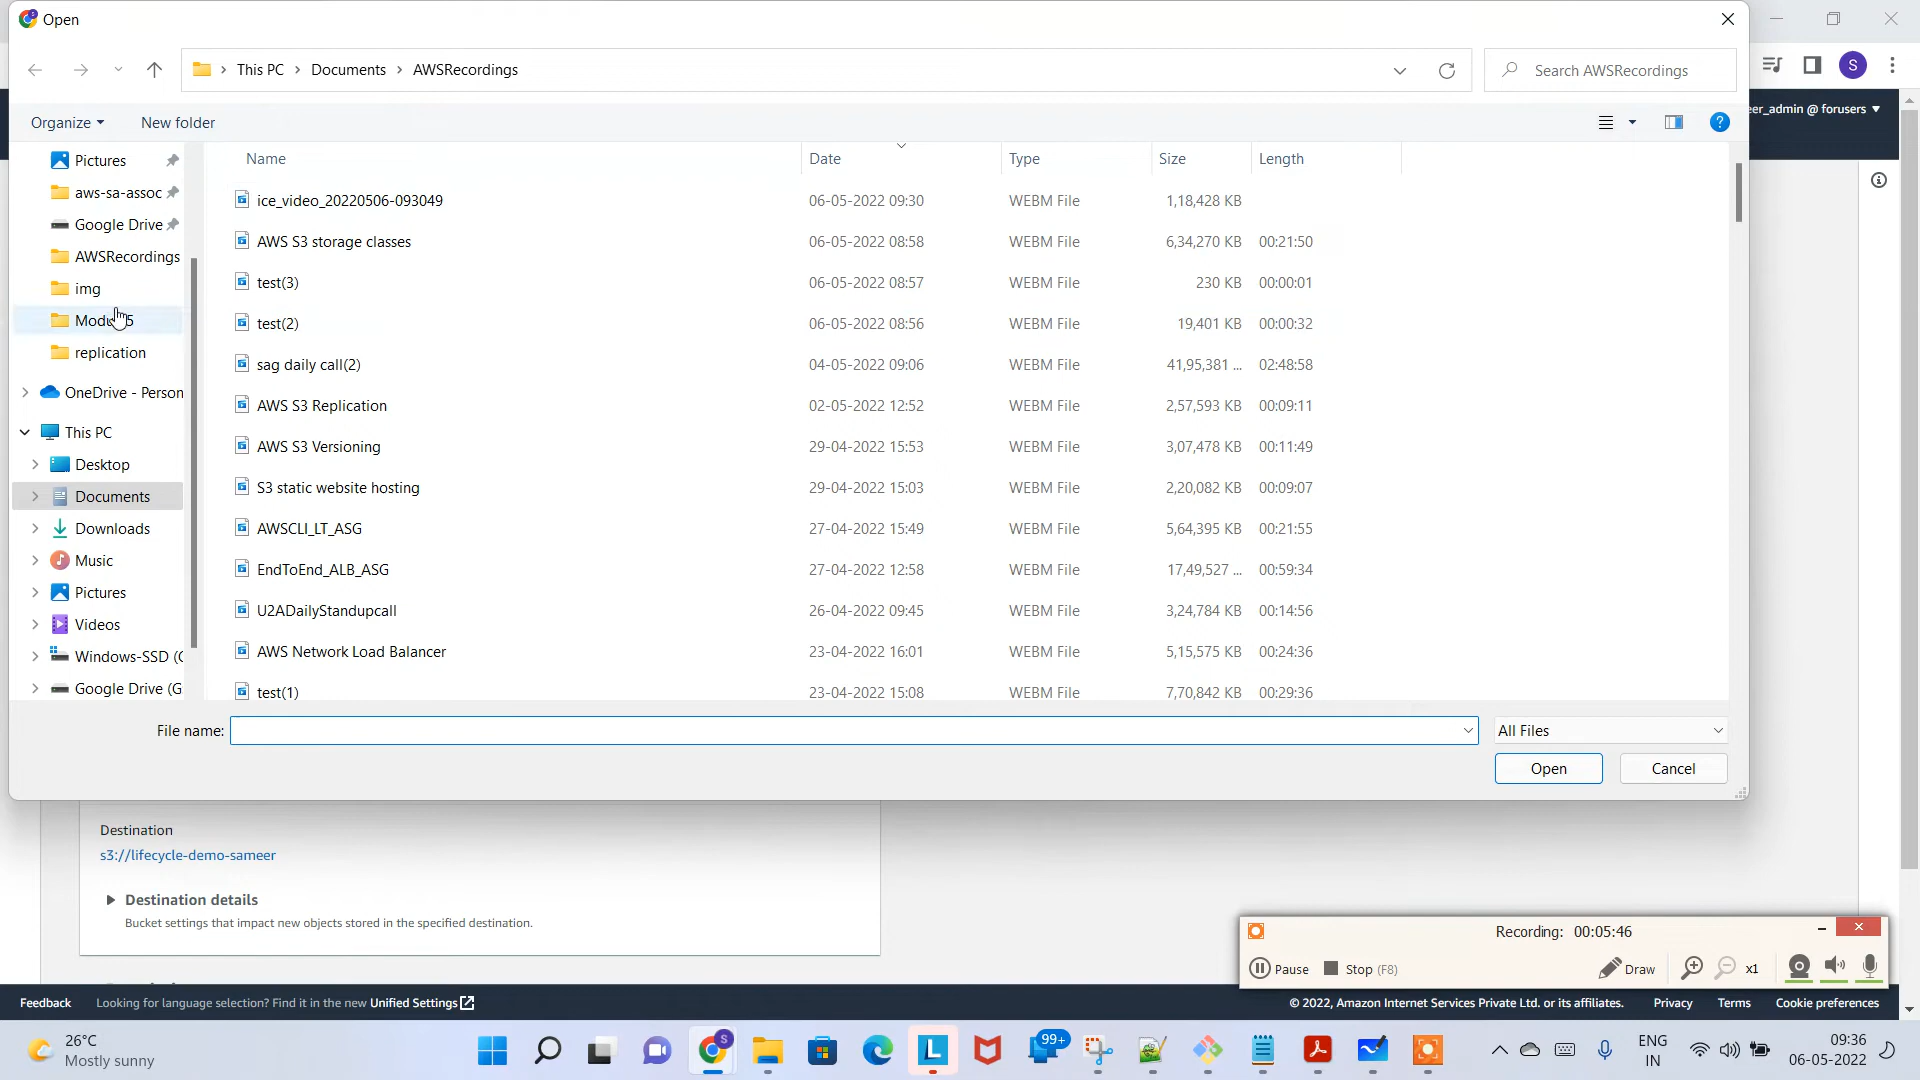 Open
This PC > Documents > AWSRecordings
Search AWSRecordings
S
Organize
New folder
?
er_admin @ forusers
Pictures
aws-sa-assoc
Google Drive
AWSRecordings
img
replication
OneDrive - Person
This PC
Desktop
Documents
Downloads
Music
Pictures
Videos
Windows-SSD (C
Google Drive (G
Name Date Type Size Length
ice_video_20220506-093049 06-05-2022 09:30 WEBM File 1,18,428 KB
AWS S3 storage classes 06-05-2022 08:58 WEBM File 6,34,270 KB 00:21:50
test(3) 06-05-2022 08:57 WEBM File 230 KB 00:00:01
test(2) 06-05-2022 08:56 WEBM File 19,401 KB 00:00:32
sag daily call(2) 04-05-2022 09:06 WEBM File 41,95,381 ... 02:48:58
AWS S3 Replication 02-05-2022 12:52 WEBM File 2,57,593 KB 00:09:11
AWS S3 Versioning 29-04-2022 15:53 WEBM File 3,07,478 KB 00:11:49
S3 static website hosting 29-04-2022 15:03 WEBM File 2,20,082 KB 00:09:07
AWSCLI_LT_ASG 27-04-2022 15:49 WEBM File 5,64,395 KB 00:21:55
EndToEnd_ALB_ASG 27-04-2022 12:58 WEBM File 17,49,527 ... 00:59:34
U2ADailyStandupcall 26-04-2022 09:45 WEBM File 3,24,784 KB 00:14:56
AWS Network Load Balancer 23-04-2022 16:01 WEBM File 5,15,575 KB 00:24:36
test(1) 23-04-2022 15:08 WEBM File 7,70,842 KB 00:29:36
File name:
All Files
Open
Cancel
Destination
s3://lifecycle-demo-sameer
Destination details
Bucket settings that impact new objects stored in the specified destination.
Recording: 00:05:46
Pause
Stop (F8)
Draw
x1
Feedback
Looking for language selection? Find it in the new Unified Settings
© 2022, Amazon Internet Services Private Ltd. or its affiliates.
Privacy
Terms
Cookie preferences
26°C
Mostly sunny
S
L
99+
ENG
IN
09:36
06-05-2022